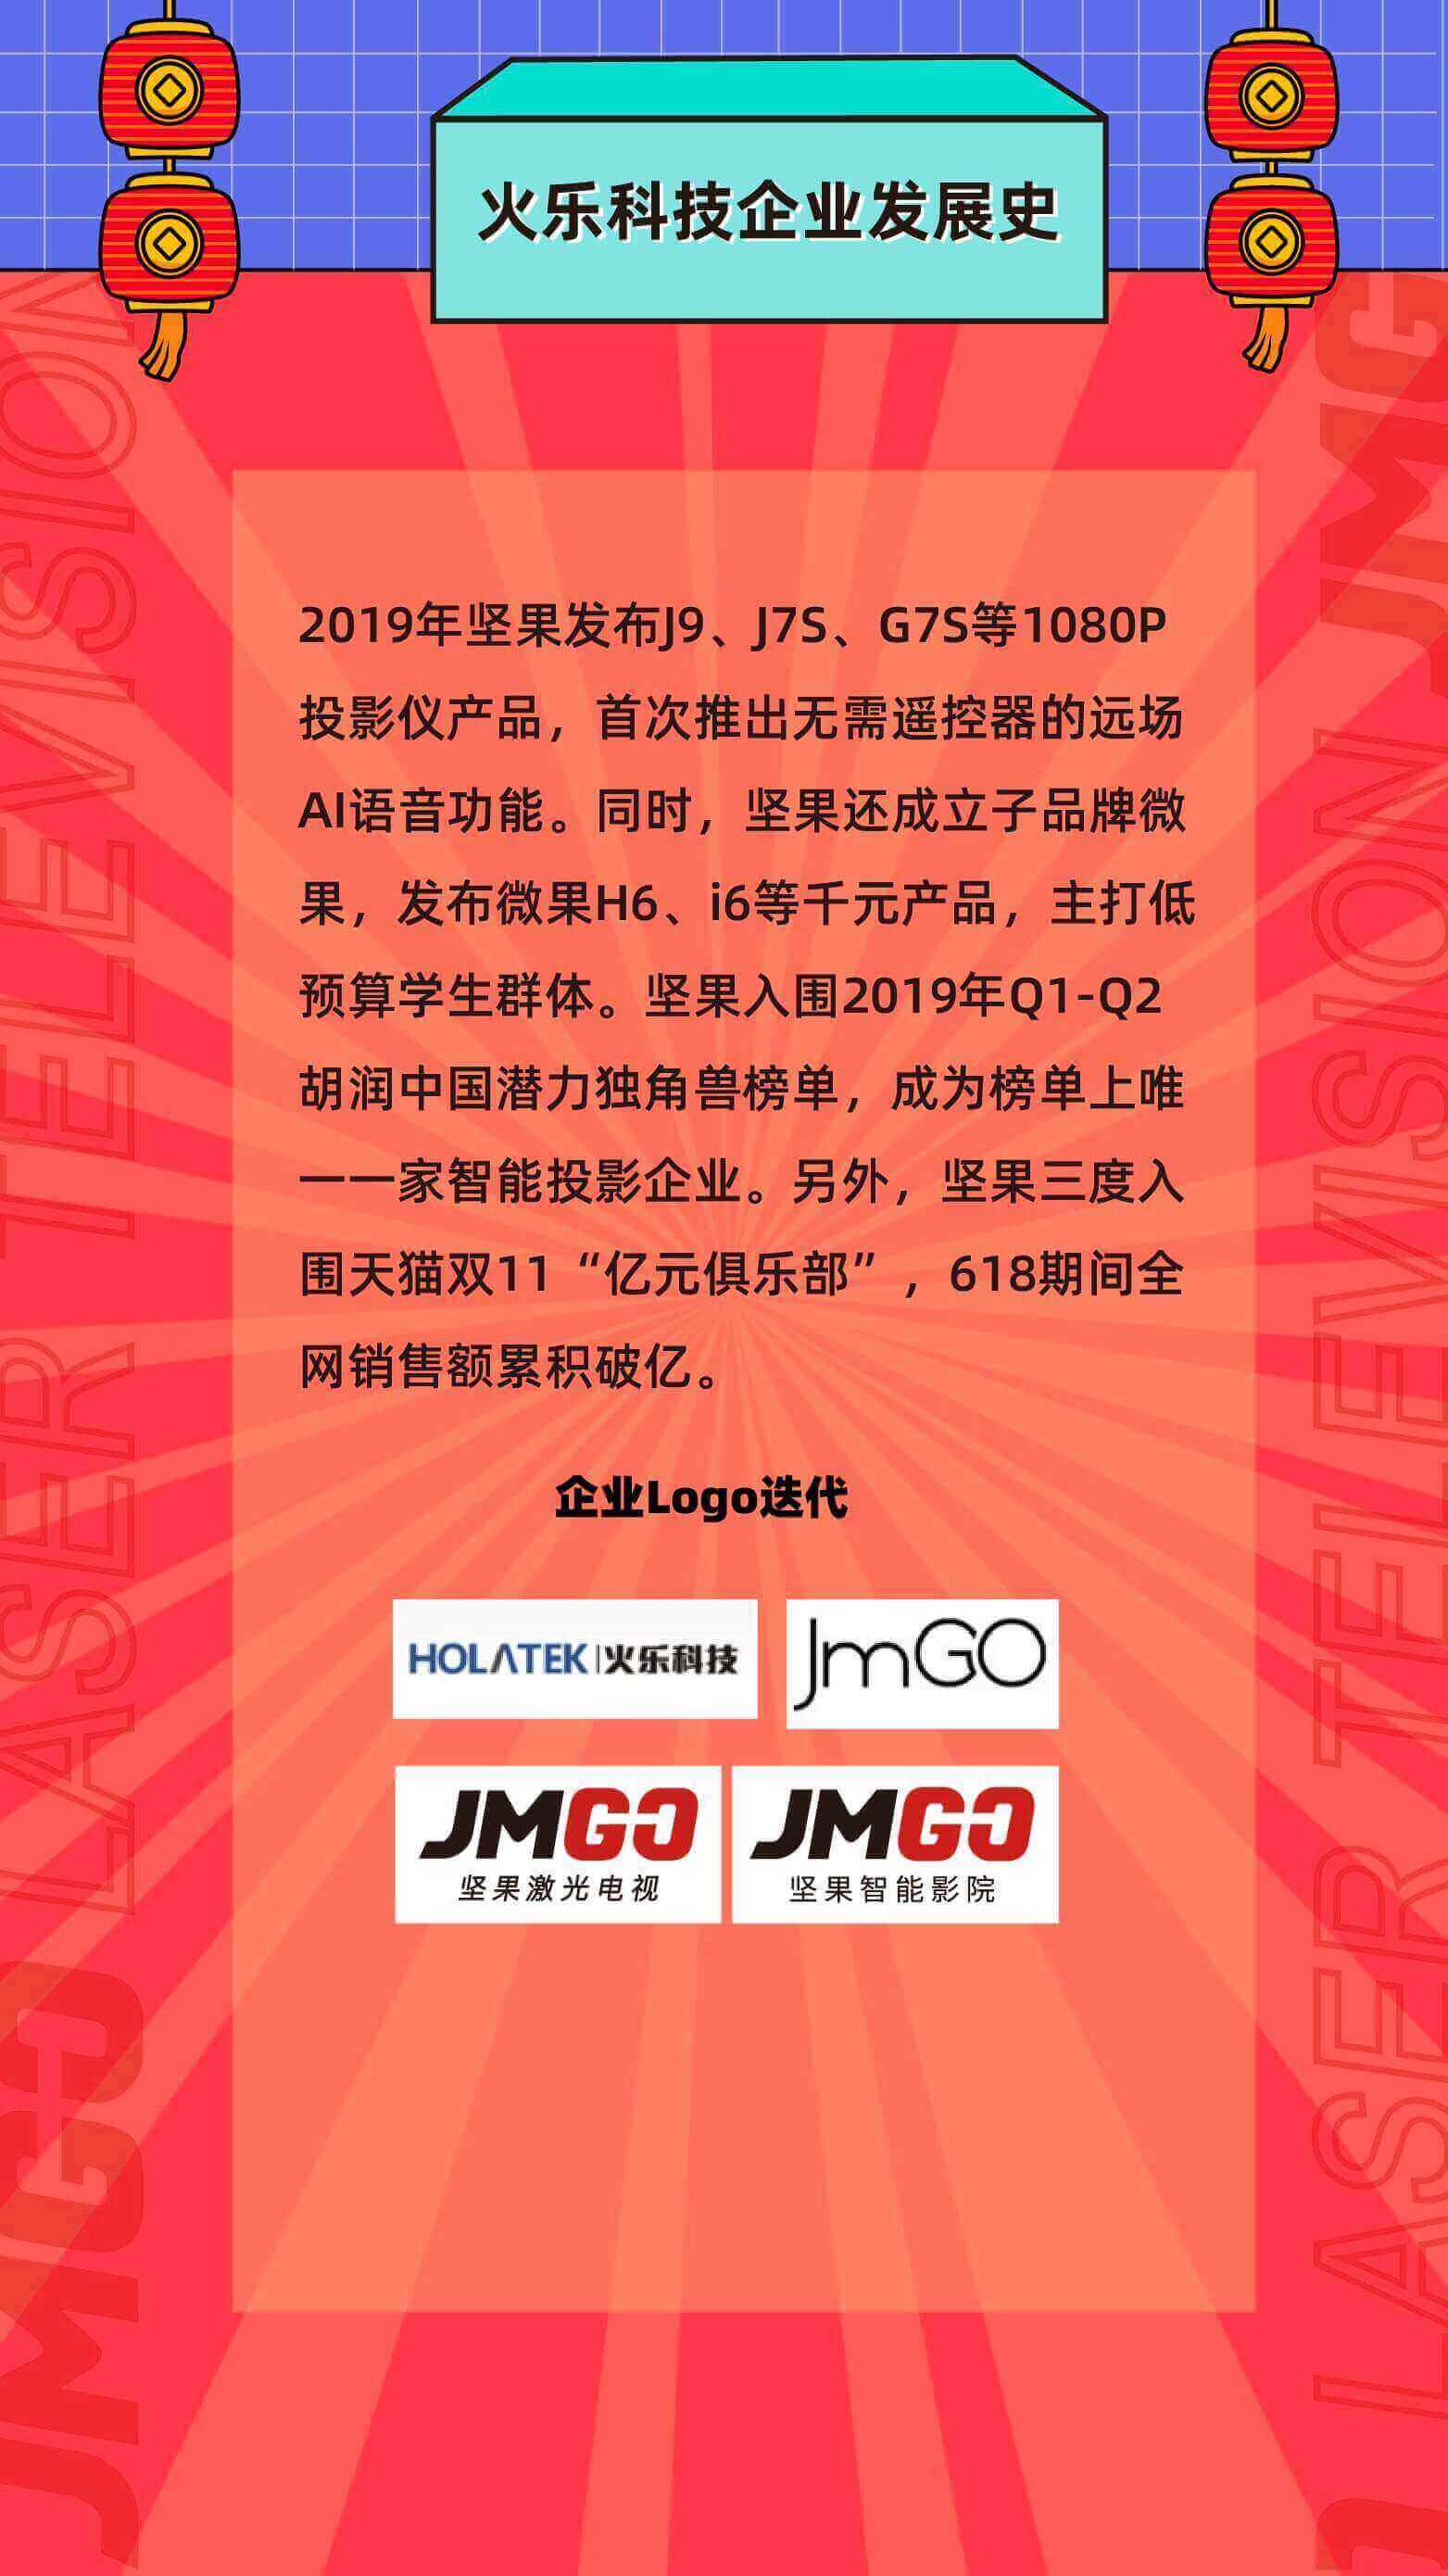 火乐科技企业发展史
2019年坚果发布J9、J7S、G7S等1080P
投影仪产品，首次推出无需遥控器的远场
AI语音功能。同时，坚果还成立子品牌微
果，发布微果H6、i6等千元产品，主打低
预算学生群体。坚果入围2019年Q1-Q2
胡润中国潜力独角兽榜单，成为榜单上唯
一一家智能投影企业。另外，坚果三度入
围天猫双11“亿元俱乐部”，618期间全
网销售额累积破亿。
企业Logo迭代
HOLATEK|火乐科技
JmGO
JMGO
坚果激光电视
JMGO
坚果智能影院
JMGO LASER TELEVISION
JMGO LASER TELEVISION JMG